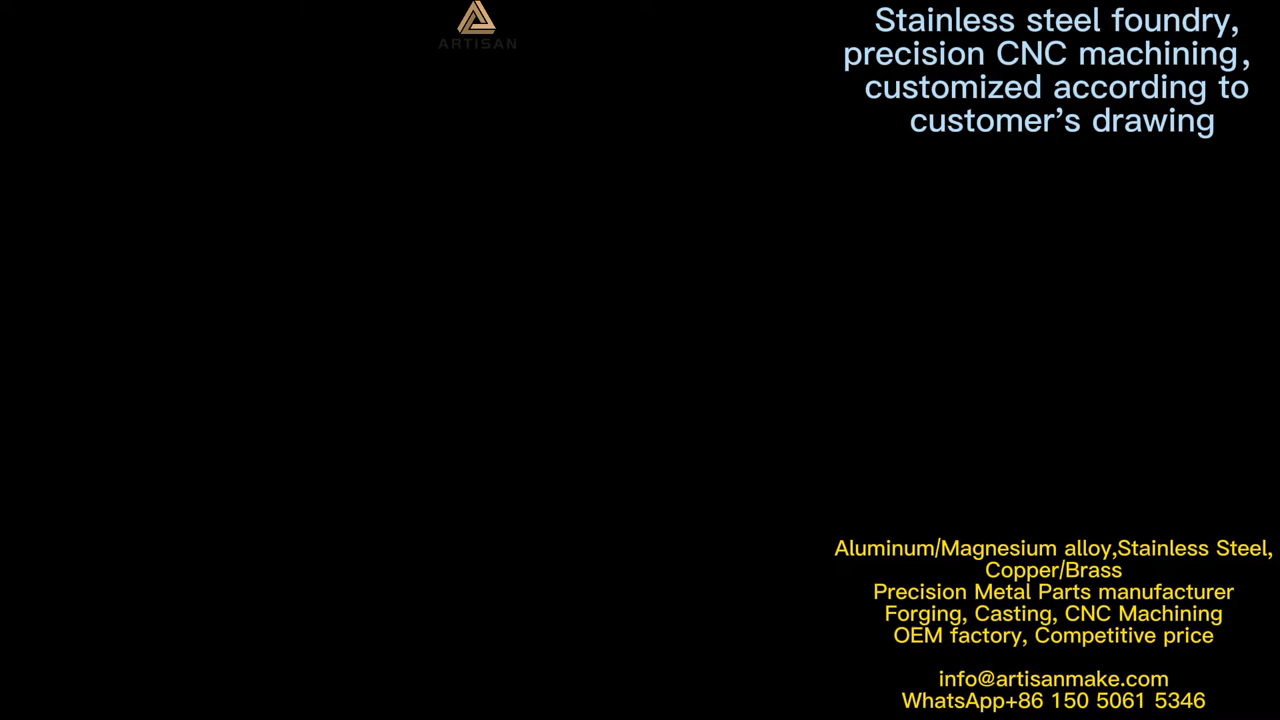 ARTISAN
Stainless steel foundry,
precision CNC machining,
customized according to
customer’s drawing
Aluminum/Magnesium alloy,Stainless Steel,
Copper/Brass
Precision Metal Parts manufacturer
Forging, Casting, CNC Machining
OEM factory, Competitive price
info@artisanmake.com
WhatsApp+86 150 5061 5346